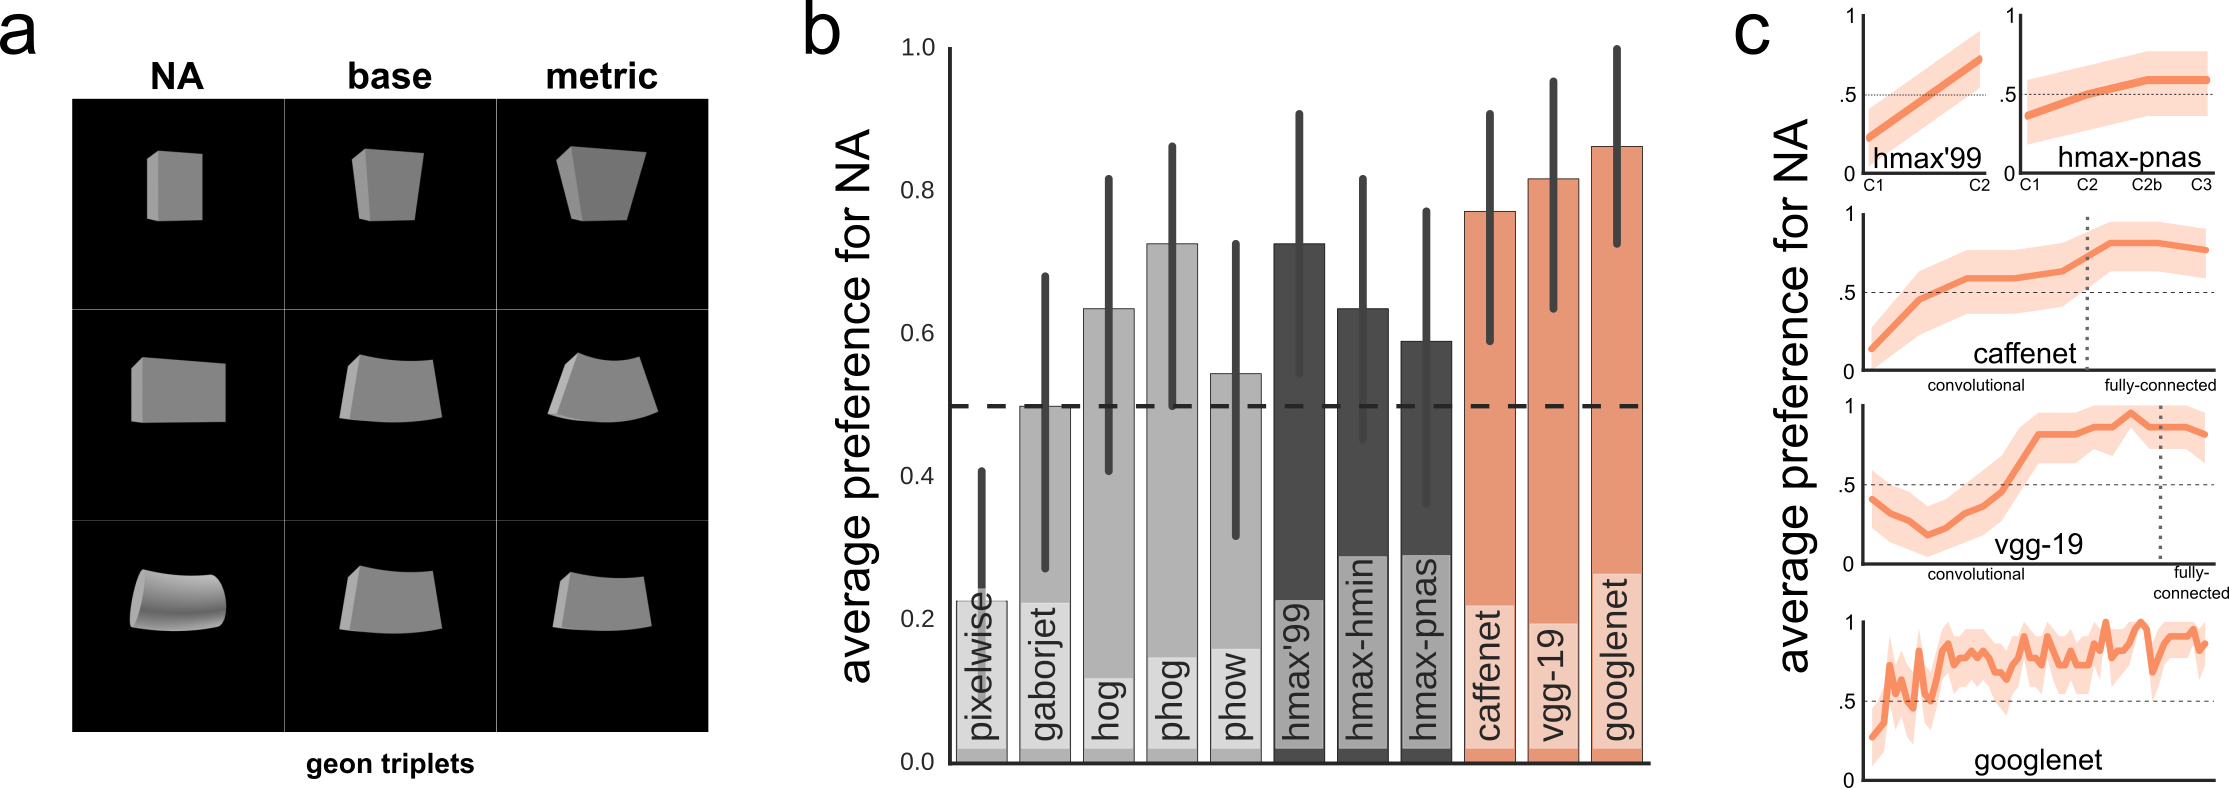 a
NA base metric
geon triplets
b
average preference for NA
1.0
0.8
0.6
0.4
0.2
0.0
pixelwise
gaborjet
hog
phog
phow
hmax'99
hmax-hmin
hmax-pnas
caffenet
vgg-19
googlenet
c
average preference for NA
1
.5
0
hmax'99
C1 C2
1
.5
0
hmax-pnas
C1 C2 C2b C3
1
.5
0
caffenet
convolutional fully-connected
1
.5
0
vgg-19
convolutional fully-
connected
1
.5
0
googlenet